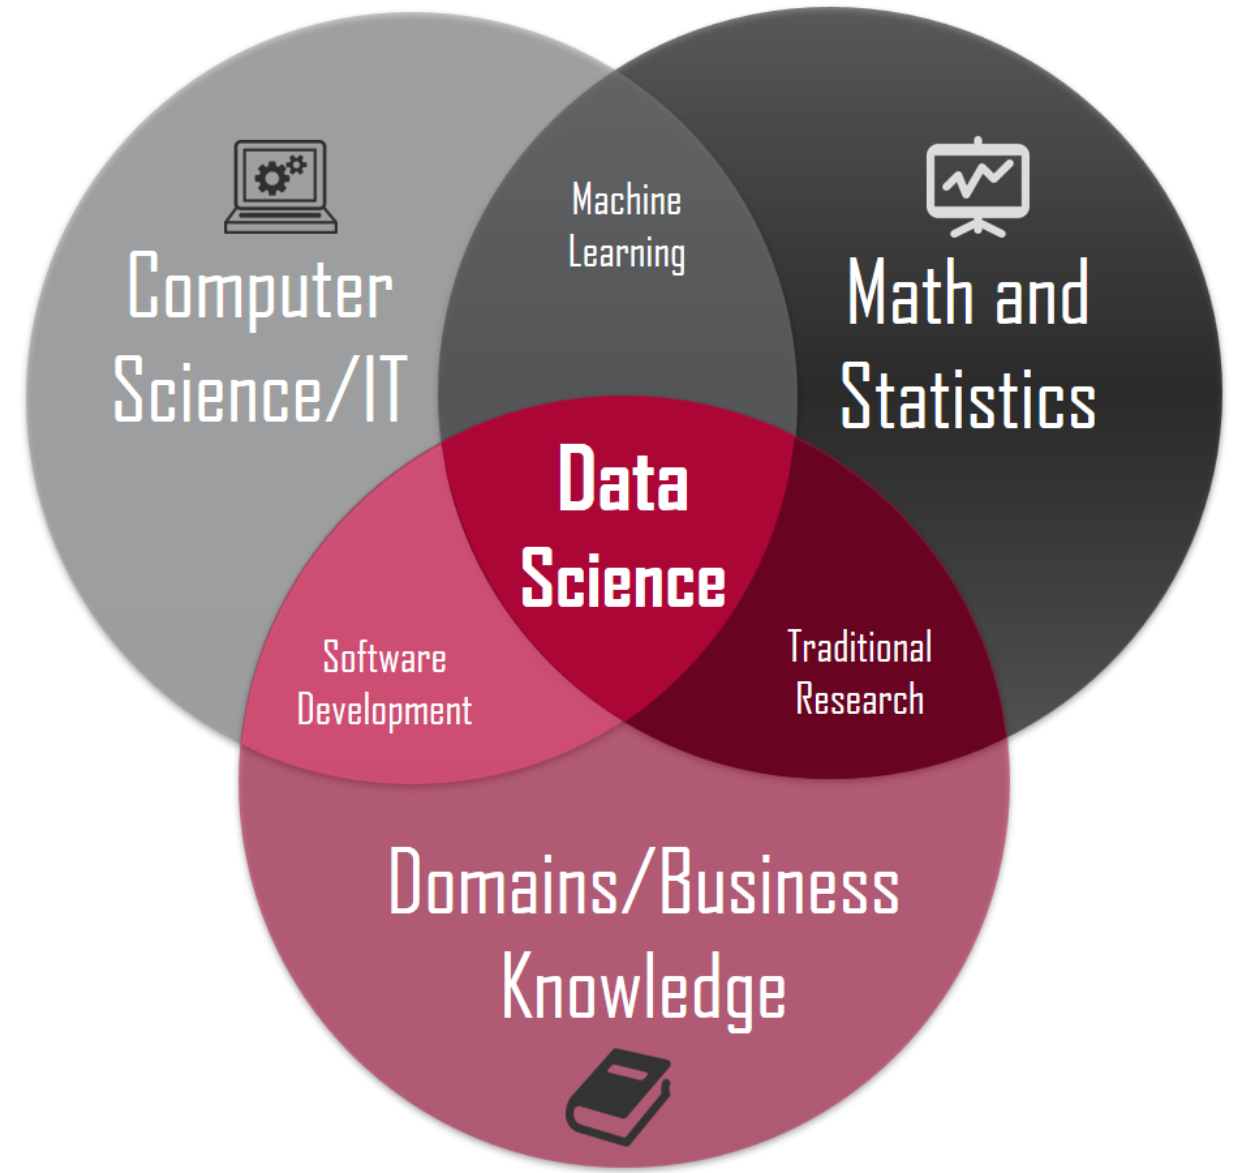 Machine
Learning
Computer
Science/IT
Math and
Statistics
Data
Science
Software
Development
Traditional
Research
Domains/Business
Knowledge